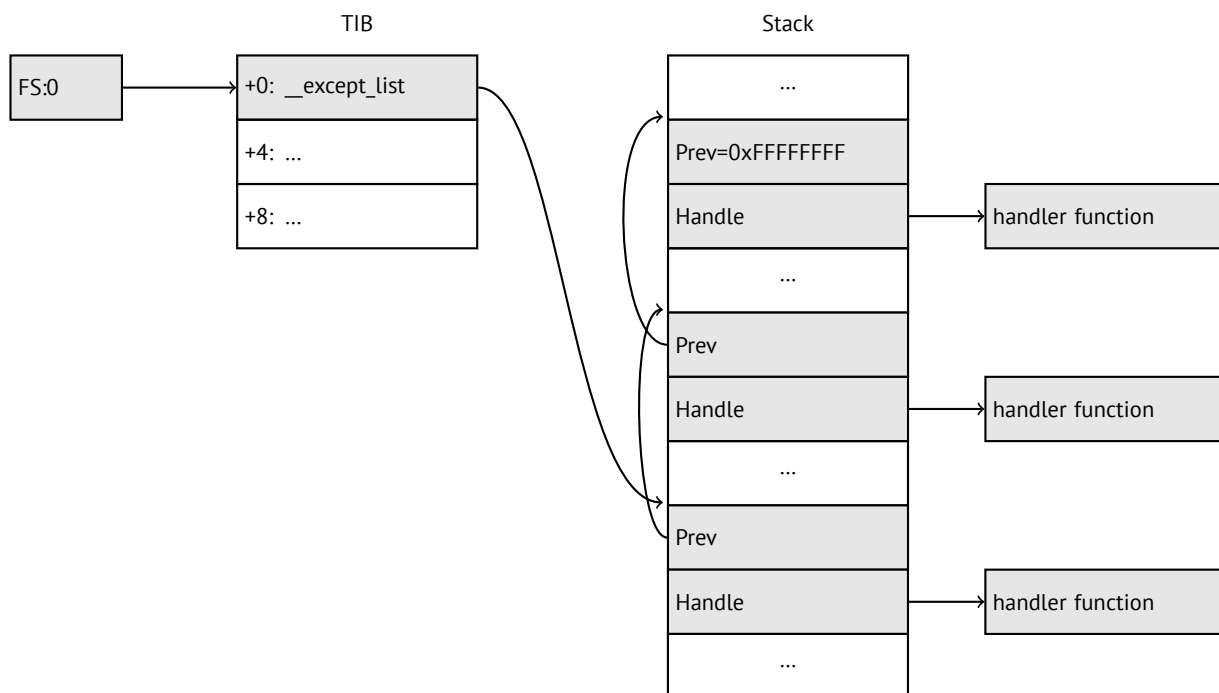 TIB
Stack
FS:0
+0: __except_list
+4: ...
+8: ...
...
Prev=0xFFFFFFFF
Handle
handler function
...
Prev
Handle
handler function
...
Prev
Handle
handler function
...